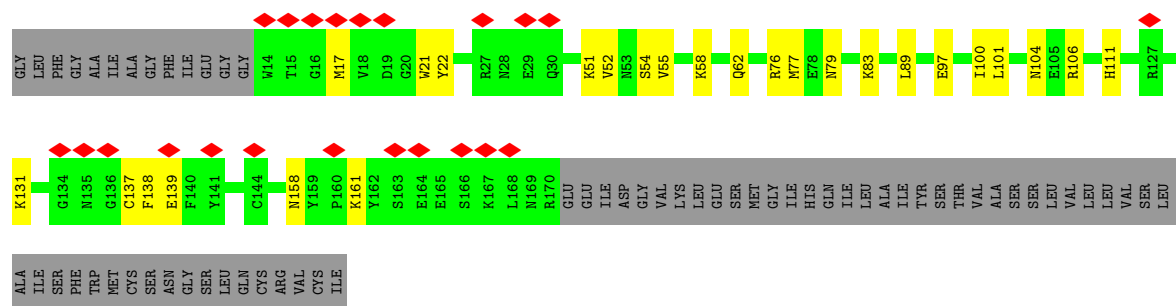 GLY LEU PHE GLY ALA ILE ALA GLY PHE ILE GLU GLY GLY W14 T15 G16 M17 V18 D19 G20 W21 Y22 R27 N28 E29 Q30 K51 V52 N53 S54 V55 K58 Q62 R76 M77 E78 N79 K83 L89 E97 I100 L101 N104 E105 R106 H111 R127
K131 G134 N135 G136 C137 F138 E139 F140 Y141 C144 N158 Y159 P160 K161 Y162 S163 E164 E165 S166 K167 L168 N169 R170 GLU GLU ILE ASP GLY VAL LYS LEU GLU SER MET GLY ILE HIS GLN ILE LEU ALA ILE TYR SER THR VAL ALA SER SER LEU VAL LEU LEU VAL SER LEU
ALA ILE SER PHE TRP MET CYS SER ASN GLY SER LEU GLN CYS ARG VAL CYS ILE